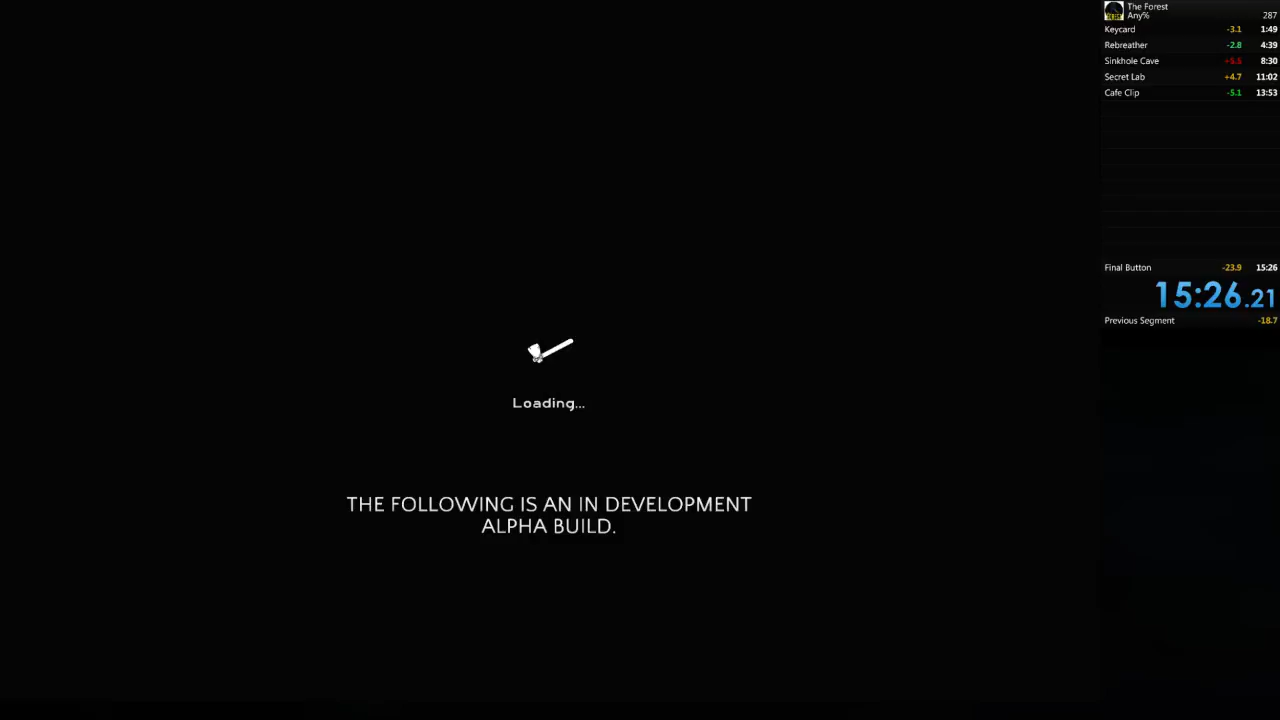 The Forest
Any% 287
Keycard -3.1 1:49
Rebreather -2.8 4:39
Sinkhole Cave +5.5 8:30
Secret Lab +4.7 11:02
Cafe Clip -5.1 13:53
Final Button -23.9 15:26
15:26.21
Previous Segment -18.7
Loading...
THE FOLLOWING IS AN IN DEVELOPMENT
ALPHA BUILD.